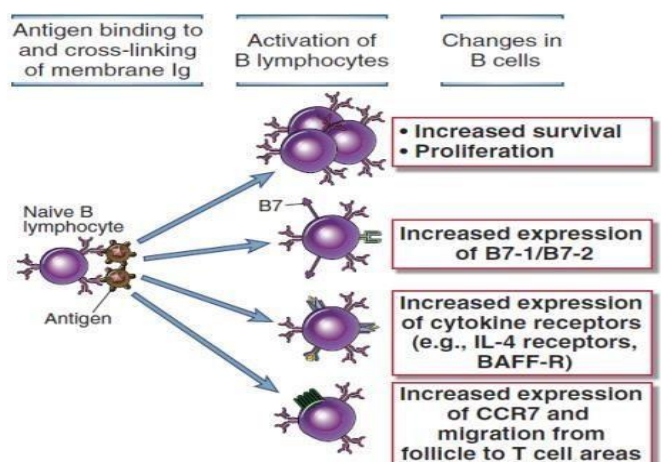 Antigen binding to
and cross-linking
of membrane Ig
Activation of
B lymphocytes
Changes in
B cells
• Increased survival
• Proliferation
Naive B
lymphocyte
Antigen
B7
Increased expression
of B7-1/B7-2
Increased expression
of cytokine receptors
(e.g., IL-4 receptors,
BAFF-R)
Increased expression
of CCR7 and
migration from
follicle to T cell areas